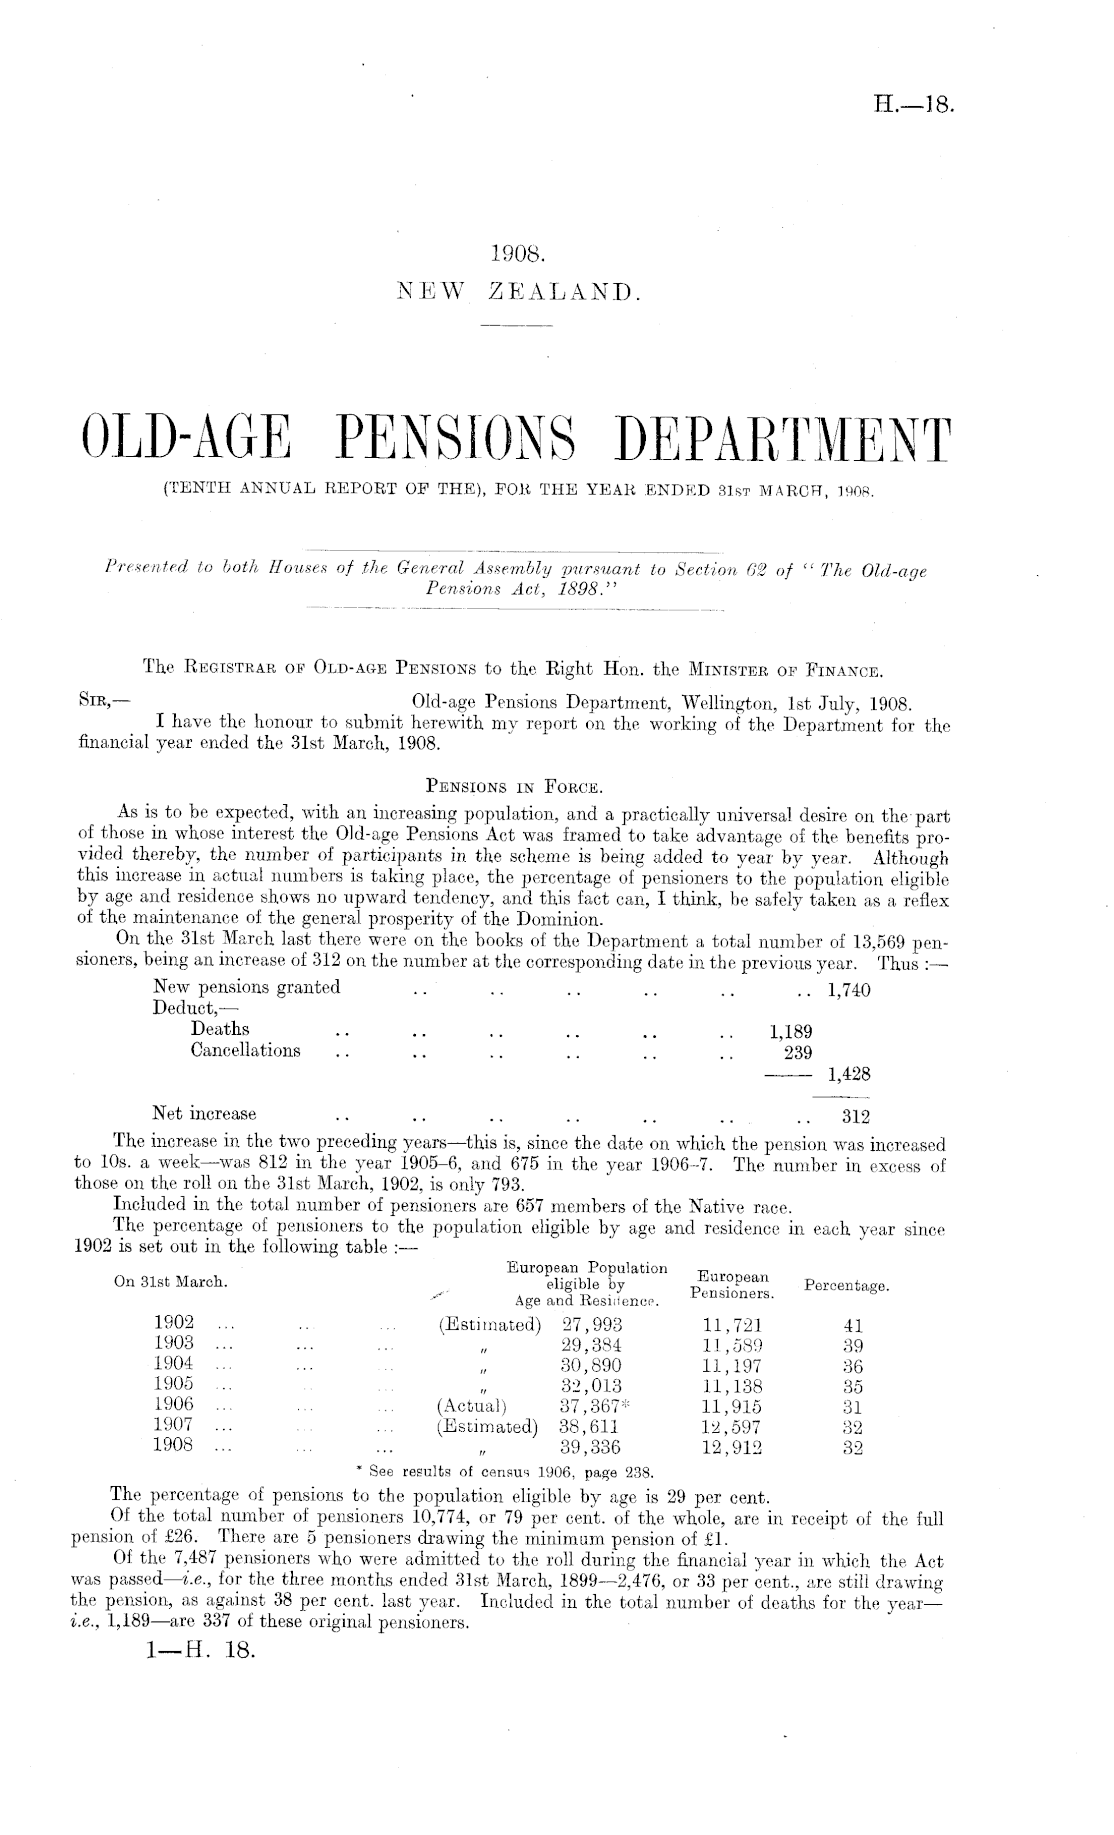 H.—18.
1908.
NEW ZEALAND.
OLD-AGE PENSIONS DEPARTMENT
(TENTH ANNUAL REPORT OF THE), FOR THE YEAR ENDED 31ST MARCH, 1908.
Presented to both Houses of the General Assembly pursuant to Section 62 of “ The Old-age
Pensions Act, 1898.”
The REGISTRAR OF OLD-AGE PENSIONS to the Right Hon. the MINISTER OF FINANCE.
SIR,— Old-age Pensions Department, Wellington, 1st July, 1908.
I have the honour to submit herewith my report on the working of the Department for the
financial year ended the 31st March, 1908.
PENSIONS IN FORCE.
As is to be expected, with an increasing population, and a practically universal desire on the part
of those in whose interest the Old-age Pensions Act was framed to take advantage of the benefits pro-
vided thereby, the number of participants in the scheme is being added to year by year. Although
this increase in actual numbers is taking place, the percentage of pensioners to the population eligible
by age and residence shows no upward tendency, and this fact can, I think, be safely taken as a reflex
of the maintenance of the general prosperity of the Dominion.
On the 31st March last there were on the books of the Department a total number of 13,569 pen-
sioners, being an increase of 312 on the number at the corresponding date in the previous year. Thus :—
New pensions granted .. .. .. .. .. .. 1,740
Deduct,—
Deaths .. .. .. .. .. .. 1,189
Cancellations .. .. .. .. .. .. 239
—— 1,428
Net increase .. .. .. .. .. .. .. 312
The increase in the two preceding years—this is, since the date on which the pension was increased
to 10s. a week—was 812 in the year 1905–6, and 675 in the year 1906–7. The number in excess of
those on the roll on the 31st March, 1902, is only 793.
Included in the total number of pensioners are 657 members of the Native race.
The percentage of pensioners to the population eligible by age and residence in each year since
1902 is set out in the following table :—
On 31st March. European Population eligible by Age and Residence. European Pensioners. Percentage.
1902 ... ... ... (Estimated) 27,993 11,721 41
1903 ... ... ... „ 29,384 11,589 39
1904 ... ... ... „ 30,890 11,197 36
1905 ... ... ... „ 32,013 11,138 35
1906 ... ... ... (Actual) 37,367* 11,915 31
1907 ... ... ... (Estimated) 38,611 12,597 32
1908 ... ... ... „ 39,336 12,912 32
* See results of census 1906, page 238.
The percentage of pensions to the population eligible by age is 29 per cent.
Of the total number of pensioners 10,774, or 79 per cent. of the whole, are in receipt of the full
pension of £26. There are 5 pensioners drawing the minimum pension of £1.
Of the 7,487 pensioners who were admitted to the roll during the financial year in which the Act
was passed—i.e., for the three months ended 31st March, 1899—2,476, or 33 per cent., are still drawing
the pension, as against 38 per cent. last year. Included in the total number of deaths for the year—
i.e., 1,189—are 337 of these original pensioners.
1—H. 18.